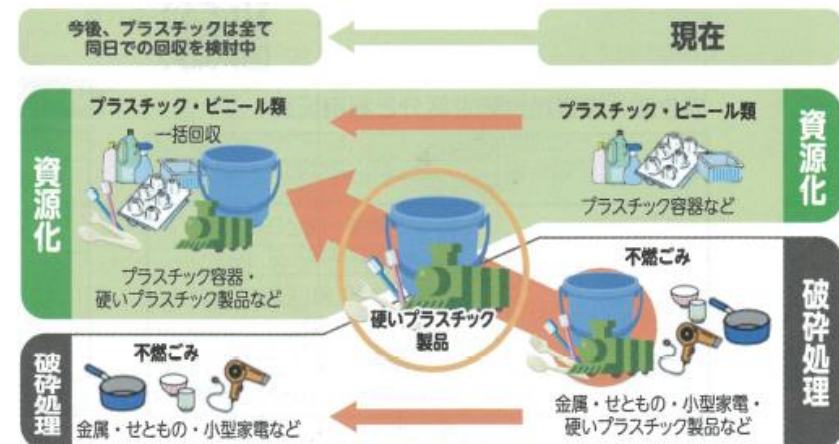 今後、プラスチックは全て
同日での回収を検討中
現在
資源化
プラスチック・ビニール類
一括回収
プラスチック容器・
硬いプラスチック製品など
プラスチック・ビニール類
プラスチック容器など
資源化
硬いプラスチック
製品
破砕処理
不燃ごみ
金属・せともの・小型家電など
不燃ごみ
金属・せともの・小型家電・
硬いプラスチック製品など
破砕処理